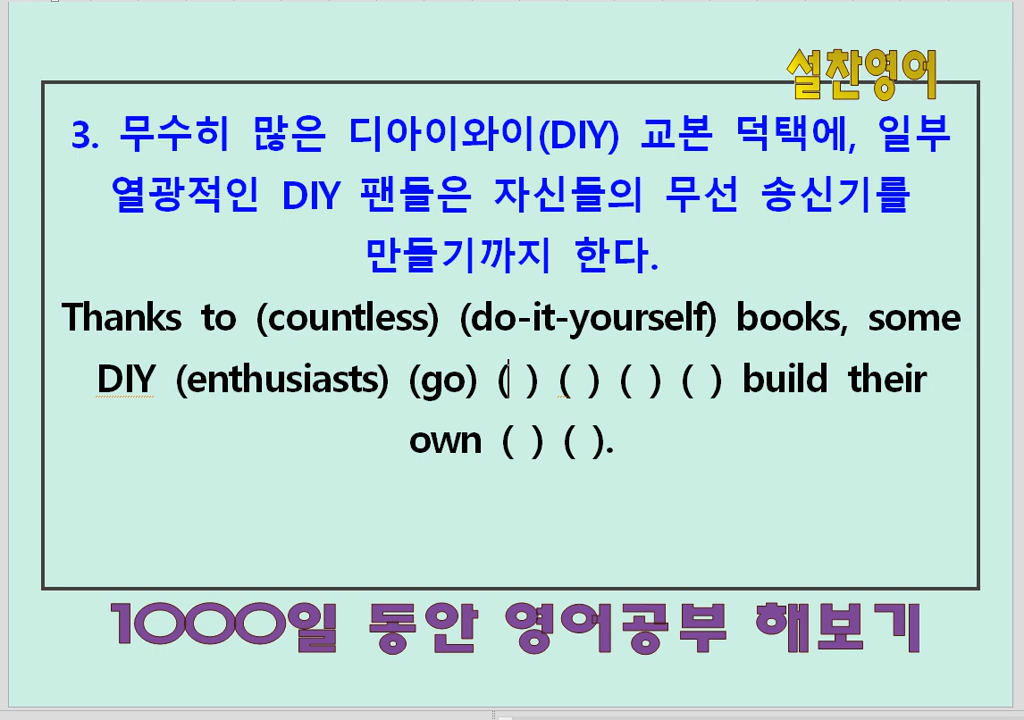 설찬영어
3. 무수히 많은 디아이와이(DIY) 교본 덕택에, 일부
열광적인 DIY 팬들은 자신들의 무선 송신기를
만들기까지 한다.
Thanks to (countless) (do-it-yourself) books, some
DIY (enthusiasts) (go) ( ) ( ) ( ) ( ) build their
own ( ) ( ).
1000일 동안 영어공부 해보기